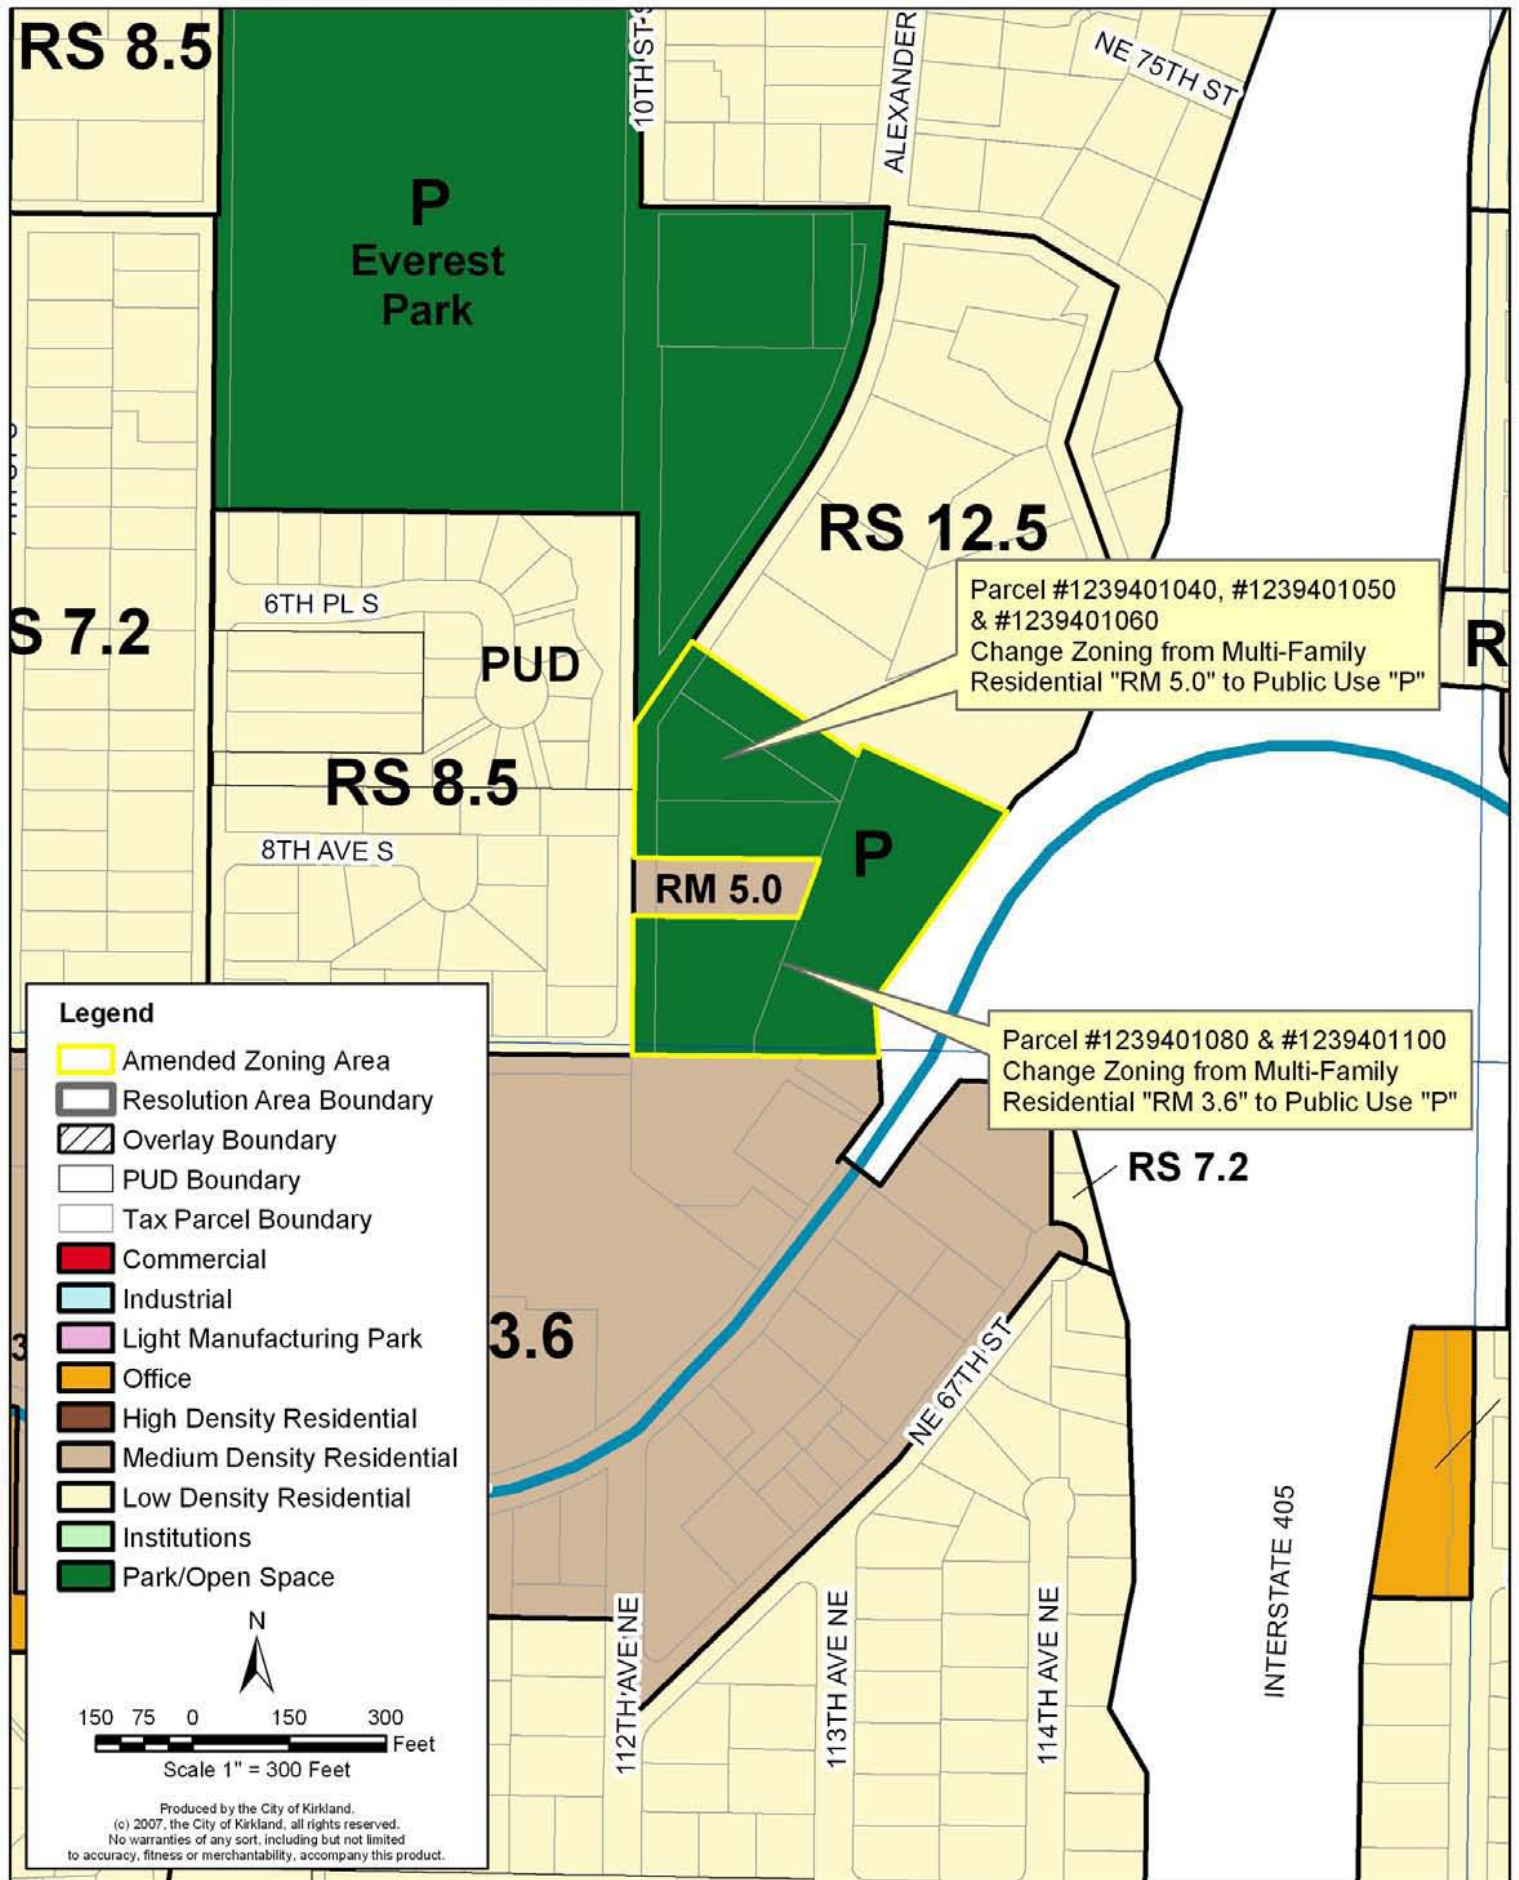 RS 8.5
10TH ST S
ALEXANDER
NE 75TH ST
P
Everest
Park
RS 12.5
S 7.2
6TH PL S
PUD
Parcel #1239401040, #1239401050
& #1239401060
Change Zoning from Multi-Family
Residential "RM 5.0" to Public Use "P"
R
RS 8.5
8TH AVE S
P
RM 5.0
Parcel #1239401080 & #1239401100
Change Zoning from Multi-Family
Residential "RM 3.6" to Public Use "P"
RS 7.2
3
3.6
NE 67TH ST
INTERSTATE 405
112TH AVE NE
113TH AVE NE
114TH AVE NE
Legend
Amended Zoning Area
Resolution Area Boundary
Overlay Boundary
PUD Boundary
Tax Parcel Boundary
Commercial
Industrial
Light Manufacturing Park
Office
High Density Residential
Medium Density Residential
Low Density Residential
Institutions
Park/Open Space
N
150 75 0 150 300
Feet
Scale 1" = 300 Feet
Produced by the City of Kirkland.
(c) 2007, the City of Kirkland, all rights reserved.
No warranties of any sort, including but not limited
to accuracy, fitness or merchantability, accompany this product.